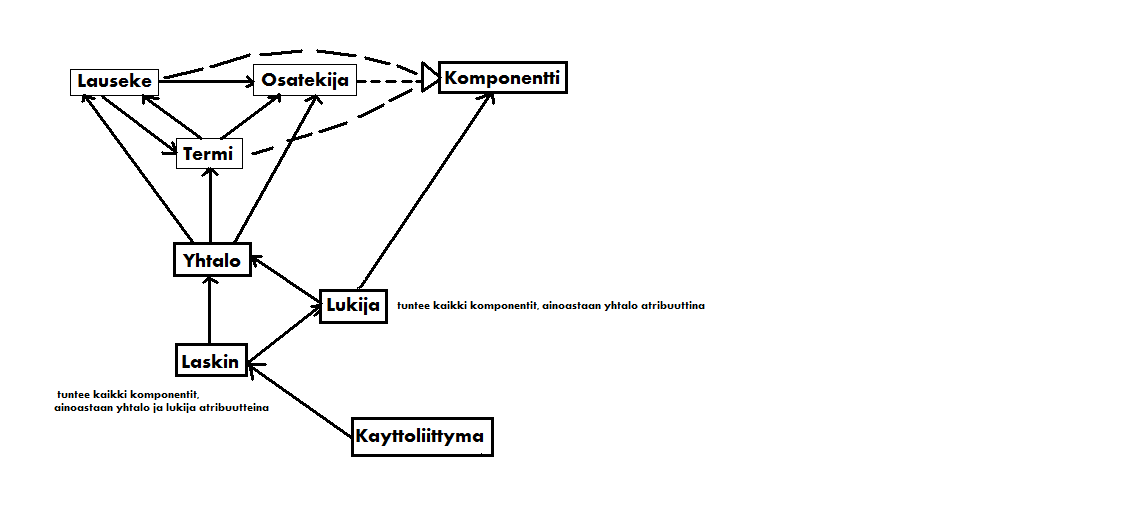 Lauseke
Osatekija
Komponentti
Termi
Yhtalo
Lukija
tuntee kaikki komponentit, ainoastaan yhtalo atribuuttina
Laskin
tuntee kaikki komponentit,
ainoastaan yhtalo ja lukija atribuutteina
Kayttoliittyma